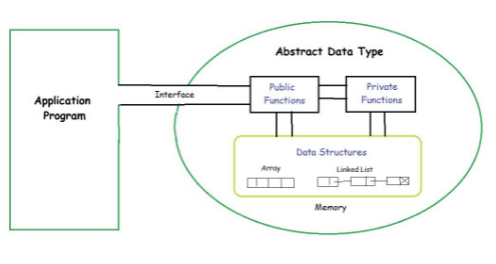 Abstract Data Type
Application
Program
Interface
Public
Functions
Private
Functions
Data Structures
Array
Linked List
Memory